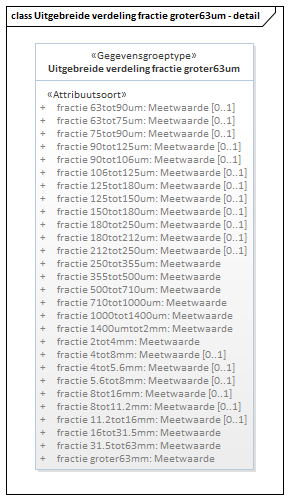 class Uitgebreide verdeling fractie groter63um - detail
«Gegevensgroeptype»
Uitgebreide verdeling fractie groter63um
«Attribuutsoort»
+ fractie 63tot90um: Meetwaarde [0..1]
+ fractie 63tot75um: Meetwaarde [0..1]
+ fractie 75tot90um: Meetwaarde [0..1]
+ fractie 90tot125um: Meetwaarde [0..1]
+ fractie 90tot106um: Meetwaarde [0..1]
+ fractie 106tot125um: Meetwaarde [0..1]
+ fractie 125tot180um: Meetwaarde [0..1]
+ fractie 125tot150um: Meetwaarde [0..1]
+ fractie 150tot180um: Meetwaarde [0..1]
+ fractie 180tot250um: Meetwaarde [0..1]
+ fractie 180tot212um: Meetwaarde [0..1]
+ fractie 212tot250um: Meetwaarde [0..1]
+ fractie 250tot355um: Meetwaarde
+ fractie 355tot500um: Meetwaarde
+ fractie 500tot710um: Meetwaarde
+ fractie 710tot1000um: Meetwaarde
+ fractie 1000tot1400um: Meetwaarde
+ fractie 1400umtot2mm: Meetwaarde
+ fractie 2tot4mm: Meetwaarde
+ fractie 4tot8mm: Meetwaarde [0..1]
+ fractie 4tot5.6mm: Meetwaarde [0..1]
+ fractie 5.6tot8mm: Meetwaarde [0..1]
+ fractie 8tot16mm: Meetwaarde [0..1]
+ fractie 8tot11.2mm: Meetwaarde [0..1]
+ fractie 11.2tot16mm: Meetwaarde [0..1]
+ fractie 16tot31.5mm: Meetwaarde
+ fractie 31.5tot63mm: Meetwaarde
+ fractie groter63mm: Meetwaarde